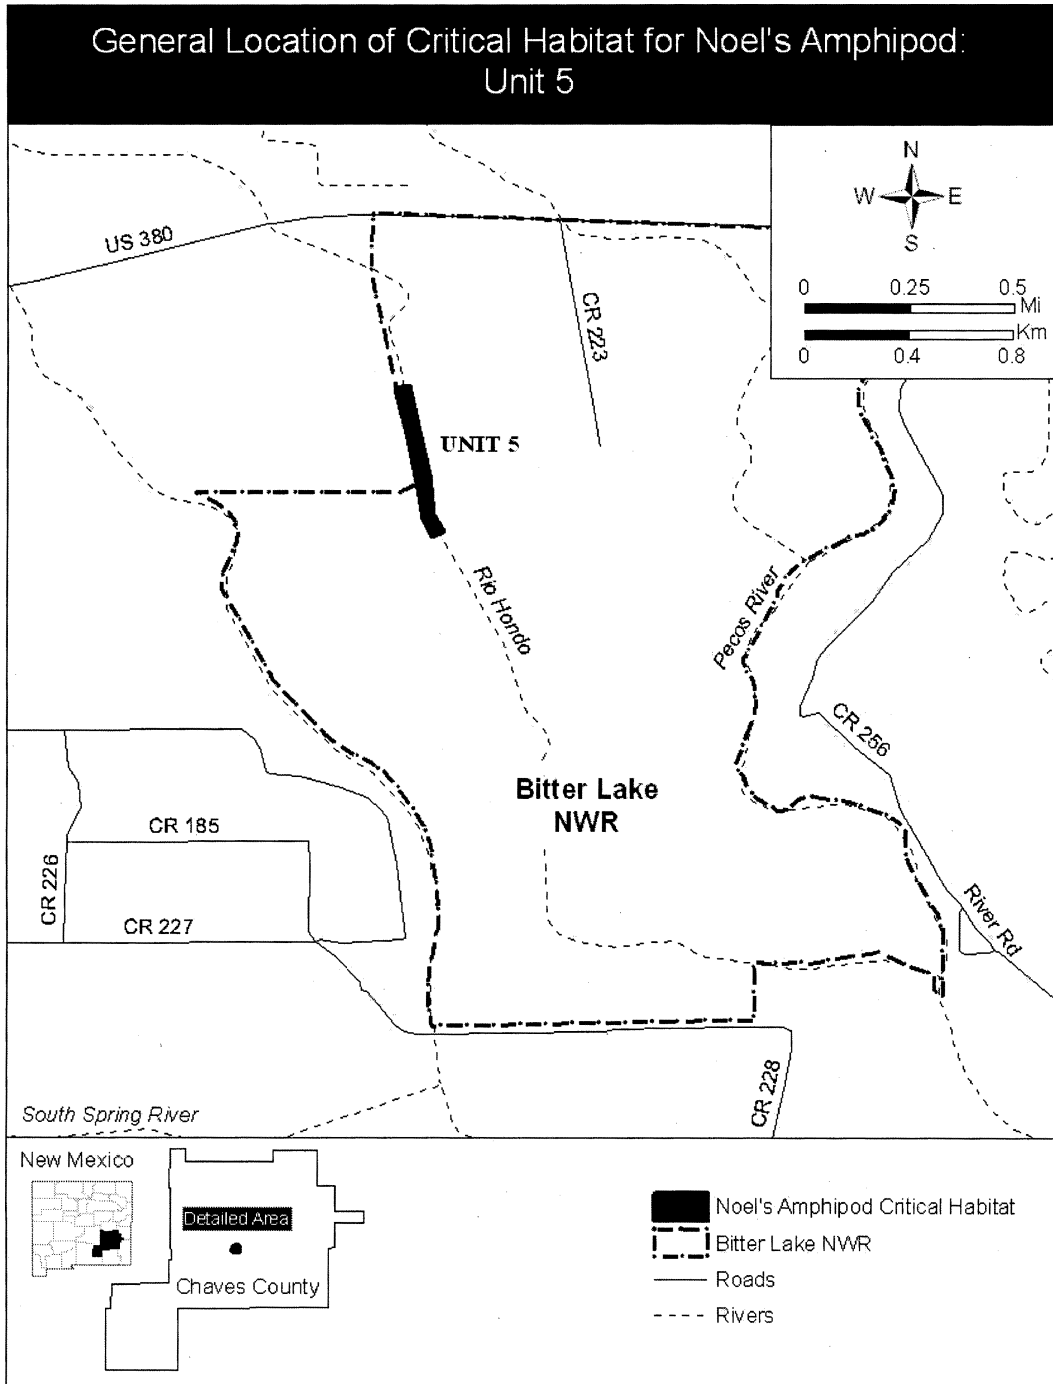 General Location of Critical Habitat for Noel's Amphipod:
Unit 5
N
W E
S
0 0.25 0.5
Mi
Km
0 0.4 0.8
US 380
CR 223
UNIT 5
Rio Hondo
Pecos River
CR 256
Bitter Lake
NWR
CR 185
CR 226
CR 227
River Rd
CR 228
South Spring River
New Mexico
Detailed Area
Chaves County
Noel's Amphipod Critical Habitat
Bitter Lake NWR
Roads
Rivers